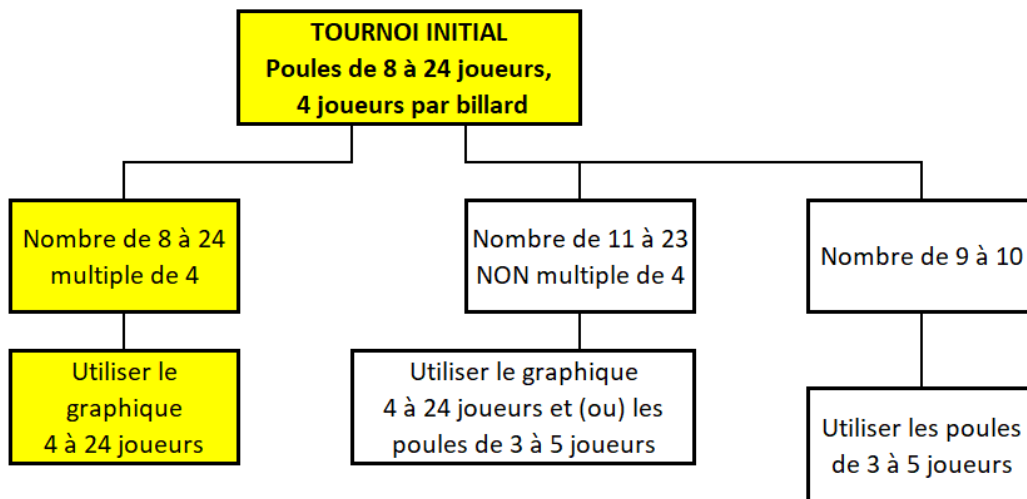 TOURNOI INITIAL
Poules de 8 à 24 joueurs,
4 joueurs par billard
Nombre de 8 à 24
multiple de 4
Nombre de 11 à 23
NON multiple de 4
Nombre de 9 à 10
Utiliser le
graphique
4 à 24 joueurs
Utiliser le graphique
4 à 24 joueurs et (ou) les
poules de 3 à 5 joueurs
Utiliser les poules
de 3 à 5 joueurs